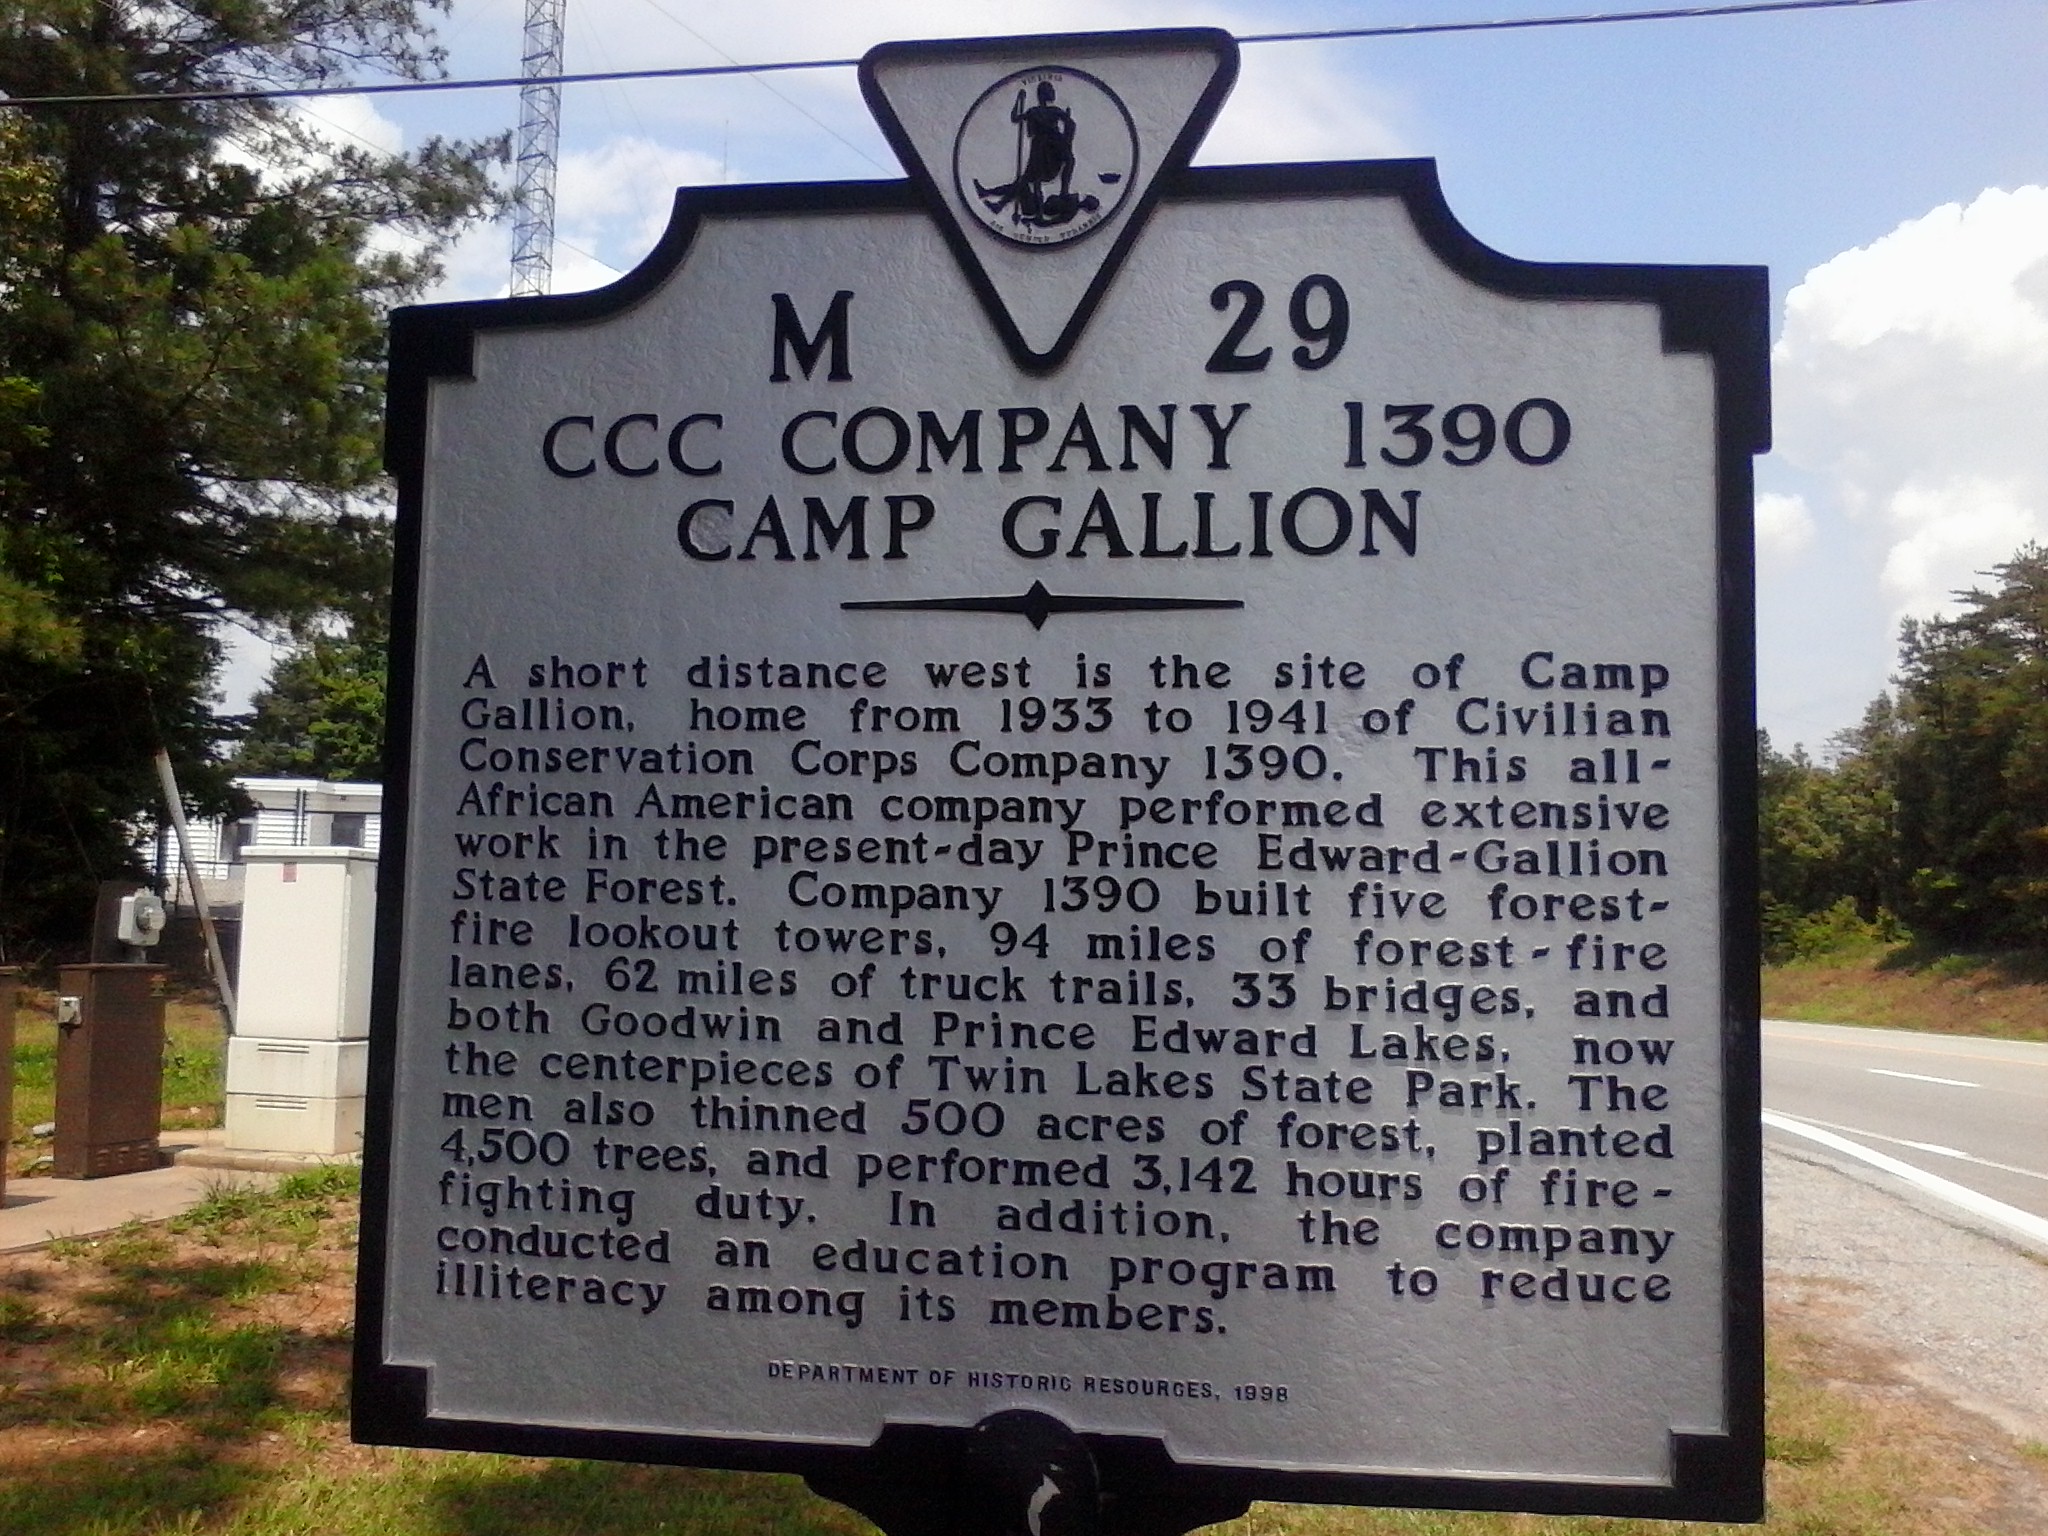 VIRGINIA
SIC SEMPER TYRANNIS
M 29
CCC COMPANY 1390
CAMP GALLION
A short distance west is the site of Camp
Gallion, home from 1933 to 1941 of Civilian
Conservation Corps Company 1390. This all-
African American company performed extensive
work in the present-day Prince Edward-Gallion
State Forest. Company 1390 built five forest-
fire lookout towers, 94 miles of forest-fire
lanes, 62 miles of truck trails, 33 bridges, and
both Goodwin and Prince Edward Lakes, now
the centerpieces of Twin Lakes State Park. The
men also thinned 500 acres of forest, planted
4,500 trees, and performed 3,142 hours of fire-
fighting duty. In addition, the company
conducted an education program to reduce
illiteracy among its members.
DEPARTMENT OF HISTORIC RESOURCES, 1998